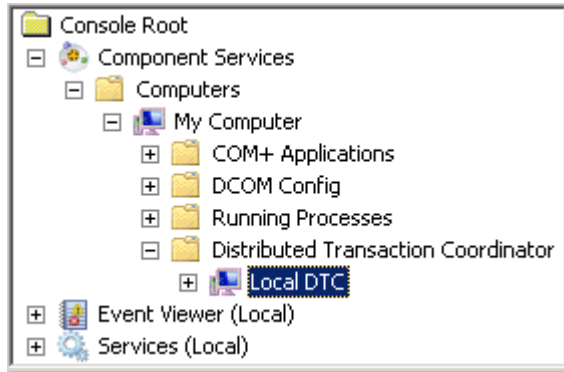 Console Root
Component Services
Computers
My Computer
COM+ Applications
DCOM Config
Running Processes
Distributed Transaction Coordinator
Local DTC
Event Viewer (Local)
Services (Local)